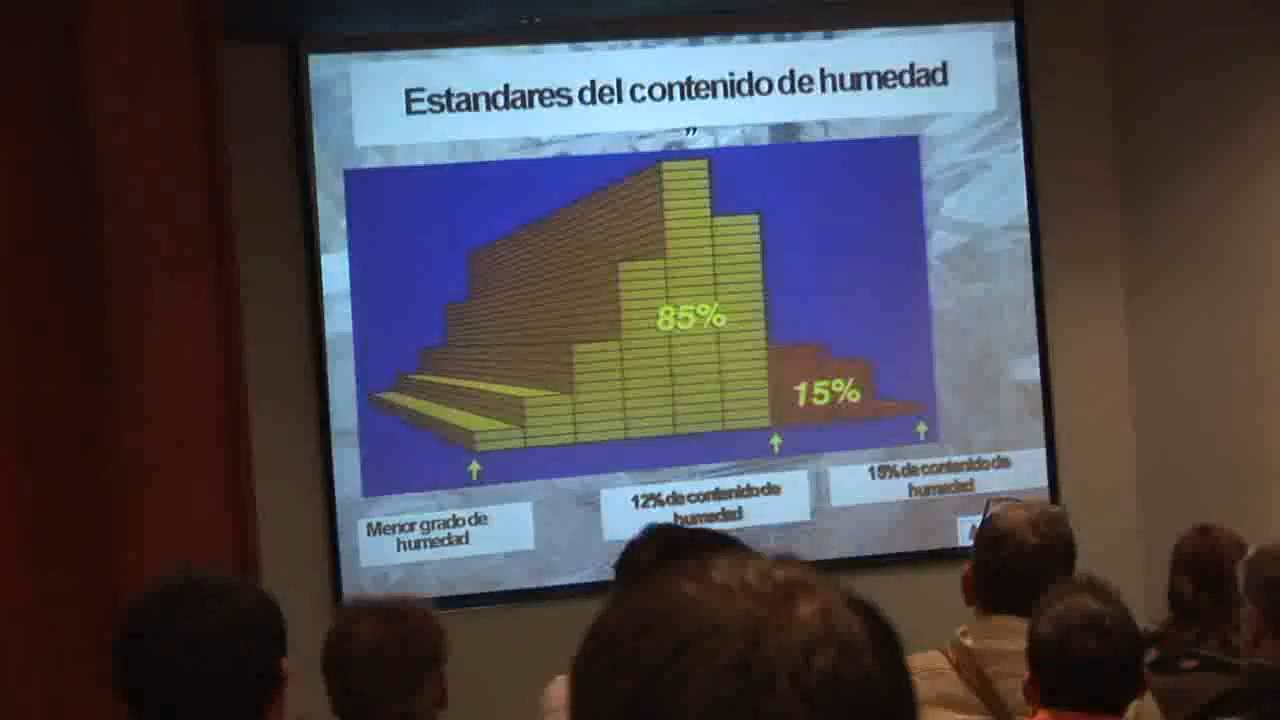 Estandares del contenido de humedad
”
85%
15%
Menor grado de
humedad
12% de contenido de
humedad
15% de contenido de
humedad